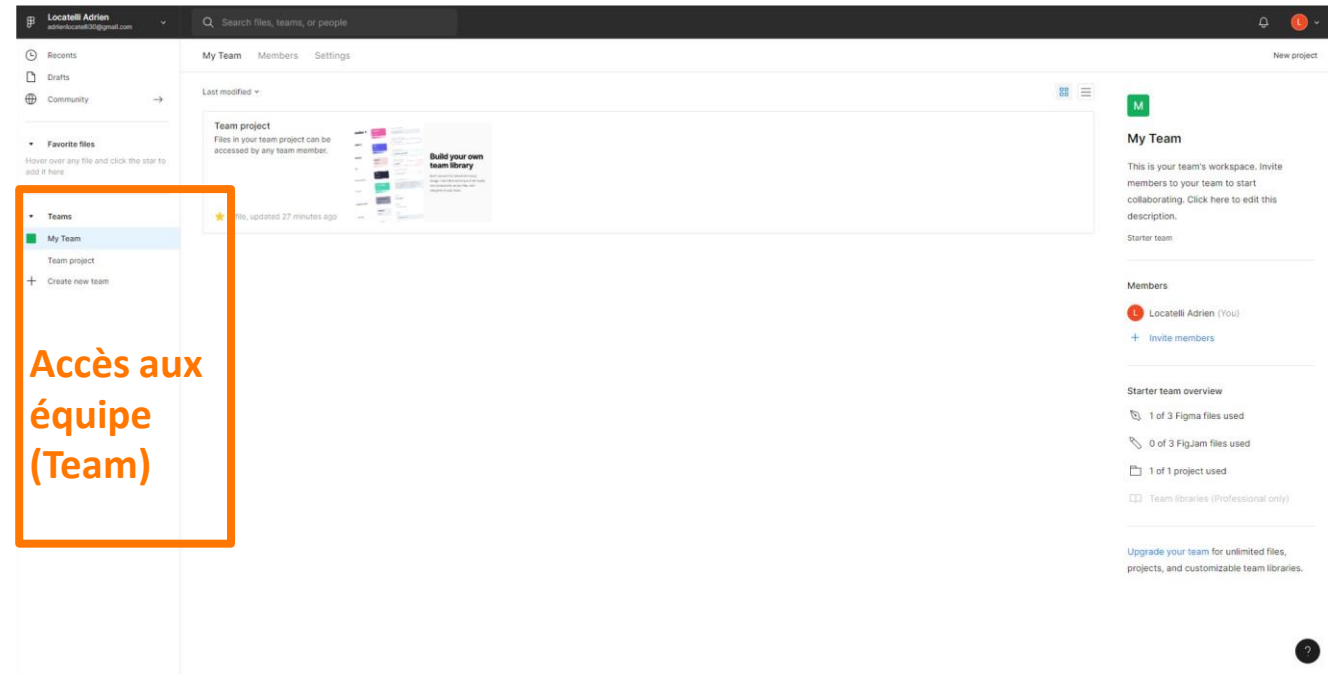 Locatelli Adrien
adrienlocatelli30@gmail.com
Search files, teams, or people
L
Recents
Drafts
Community
My Team Members Settings
New project
Last modified
Favorite files
Hover over any file and click the star to
add it here
Teams
My Team
Team project
Create new team
Accès aux
équipe
(Team)
Team project
Files in your team project can be
accessed by any team member.
file, updated 27 minutes ago
Build your own
team library
M
My Team
This is your team's workspace. Invite
members to your team to start
collaborating. Click here to edit this
description.
Starter team
Members
L Locatelli Adrien (You)
+ Invite members
Starter team overview
1 of 3 Figma files used
0 of 3 FigJam files used
1 of 1 project used
Team libraries (Professional only)
Upgrade your team for unlimited files,
projects, and customizable team libraries.
?